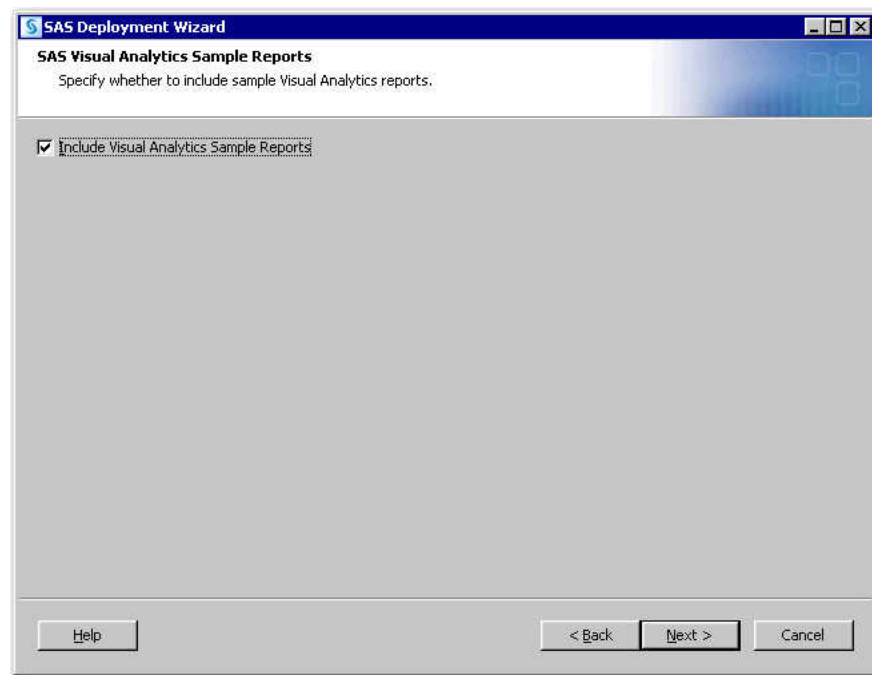 SAS Deployment Wizard
SAS Visual Analytics Sample Reports
Specify whether to include sample Visual Analytics reports.
Include Visual Analytics Sample Reports
Help
< Back
Next >
Cancel